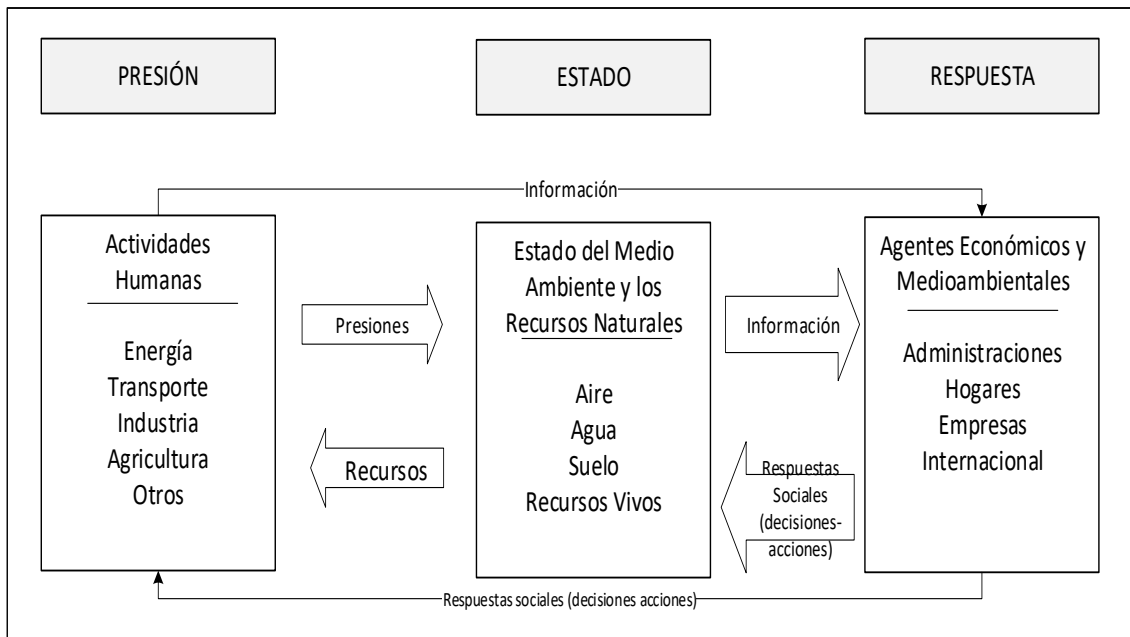 PRESIÓN
ESTADO
RESPUESTA
Información
Actividades
Humanas
Energía
Transporte
Industria
Agricultura
Otros
Presiones
Recursos
Estado del Medio
Ambiente y los
Recursos Naturales
Aire
Agua
Suelo
Recursos Vivos
Información
Respuestas
Sociales
(decisiones-
acciones)
Agentes Económicos y
Medioambientales
Administraciones
Hogares
Empresas
Internacional
Respuestas sociales (decisiones acciones)